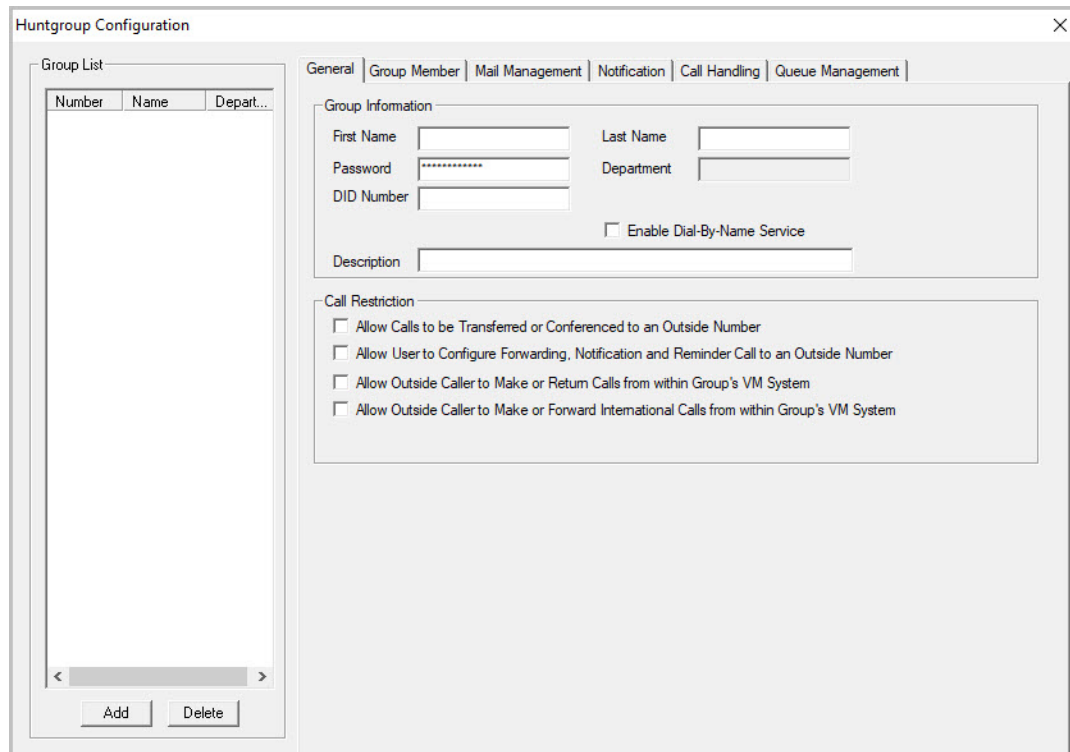 Huntgroup Configuration
Group List
Number Name Depart...
Add Delete
General Group Member Mail Management Notification Call Handling Queue Management
Group Information
First Name Last Name
Password ************ Department
DID Number
Enable Dial-By-Name Service
Description
Call Restriction
Allow Calls to be Transferred or Conferenced to an Outside Number
Allow User to Configure Forwarding, Notification and Reminder Call to an Outside Number
Allow Outside Caller to Make or Return Calls from within Group's VM System
Allow Outside Caller to Make or Forward International Calls from within Group's VM System